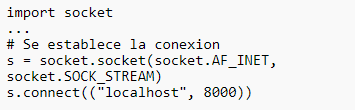 import socket
...
# Se establece la conexion
s = socket.socket(socket.AF_INET,
socket.SOCK_STREAM)
s.connect(("localhost", 8000))